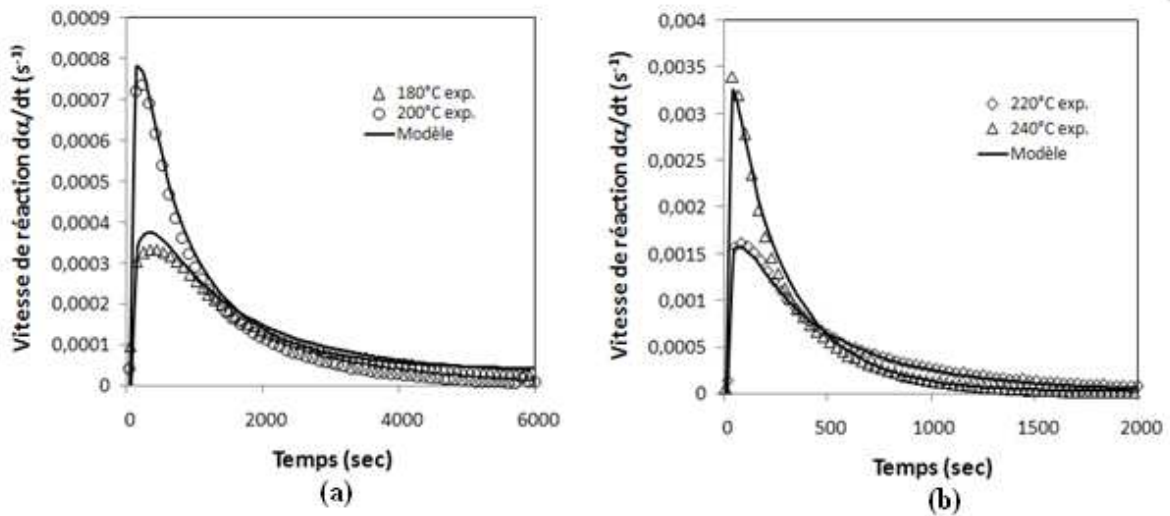 Vitesse de réaction dα/dt (s⁻¹)
0,0009
0,0008
0,0007
0,0006
0,0005
0,0004
0,0003
0,0002
0,0001
0
180°C exp.
200°C exp.
Modèle
0
2000
4000
6000
Temps (sec)
(a)
Vitesse de réaction dα/dt (s⁻¹)
0,004
0,0035
0,003
0,0025
0,002
0,0015
0,001
0,0005
0
220°C exp.
240°C exp.
Modèle
0
500
1000
1500
2000
Temps (sec)
(b)